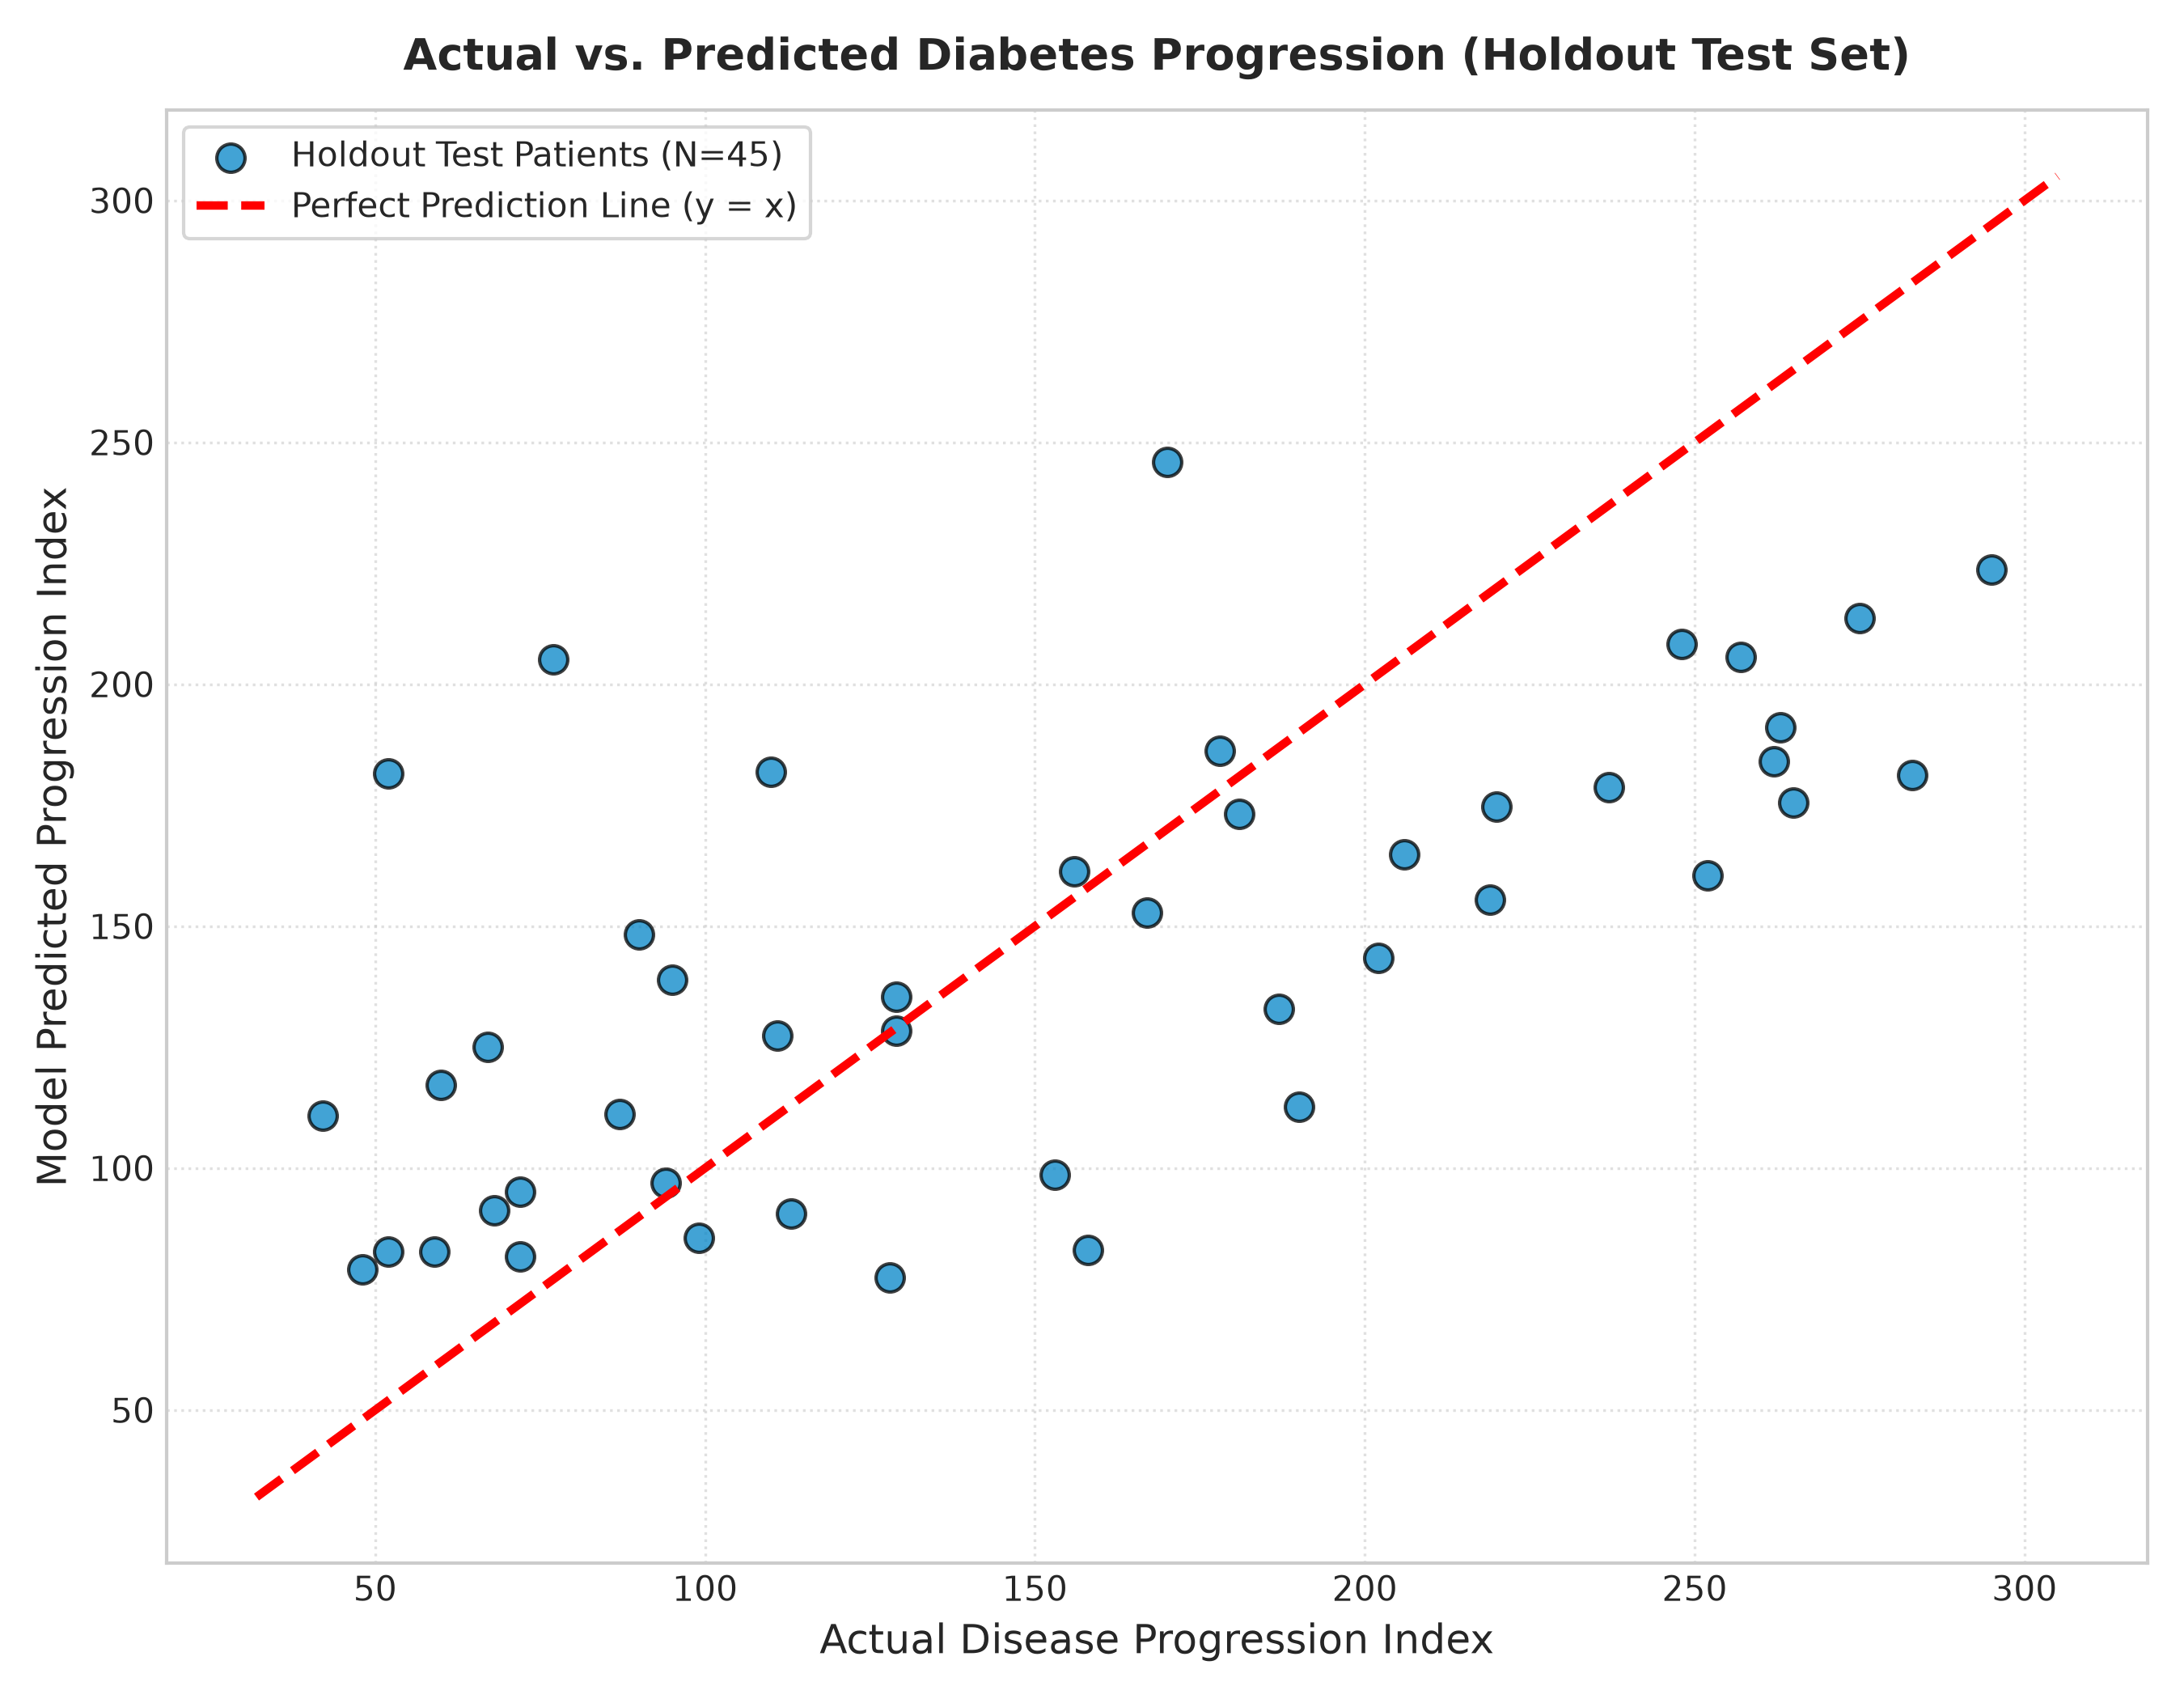 Actual vs. Predicted Diabetes Progression (Holdout Test Set)
Holdout Test Patients (N=45)
Perfect Prediction Line (y = x)
Model Predicted Progression Index
300
250
200
150
100
50
50
100
150
200
250
300
Actual Disease Progression Index